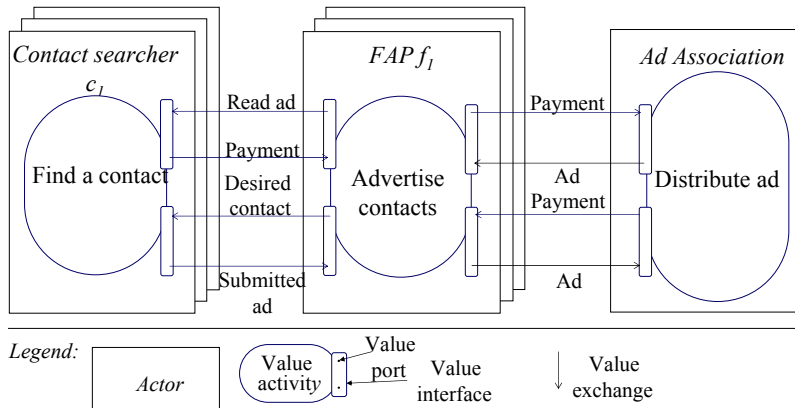 Contact searcher
c1
FAP f1
Ad Association
Read ad
Payment
Desired
contact
Submitted
ad
Payment
Ad
Payment
Ad
Find a contact
Advertise
contacts
Distribute ad
Legend:
Actor
Value
activity
Value
port
Value
interface
Value
exchange